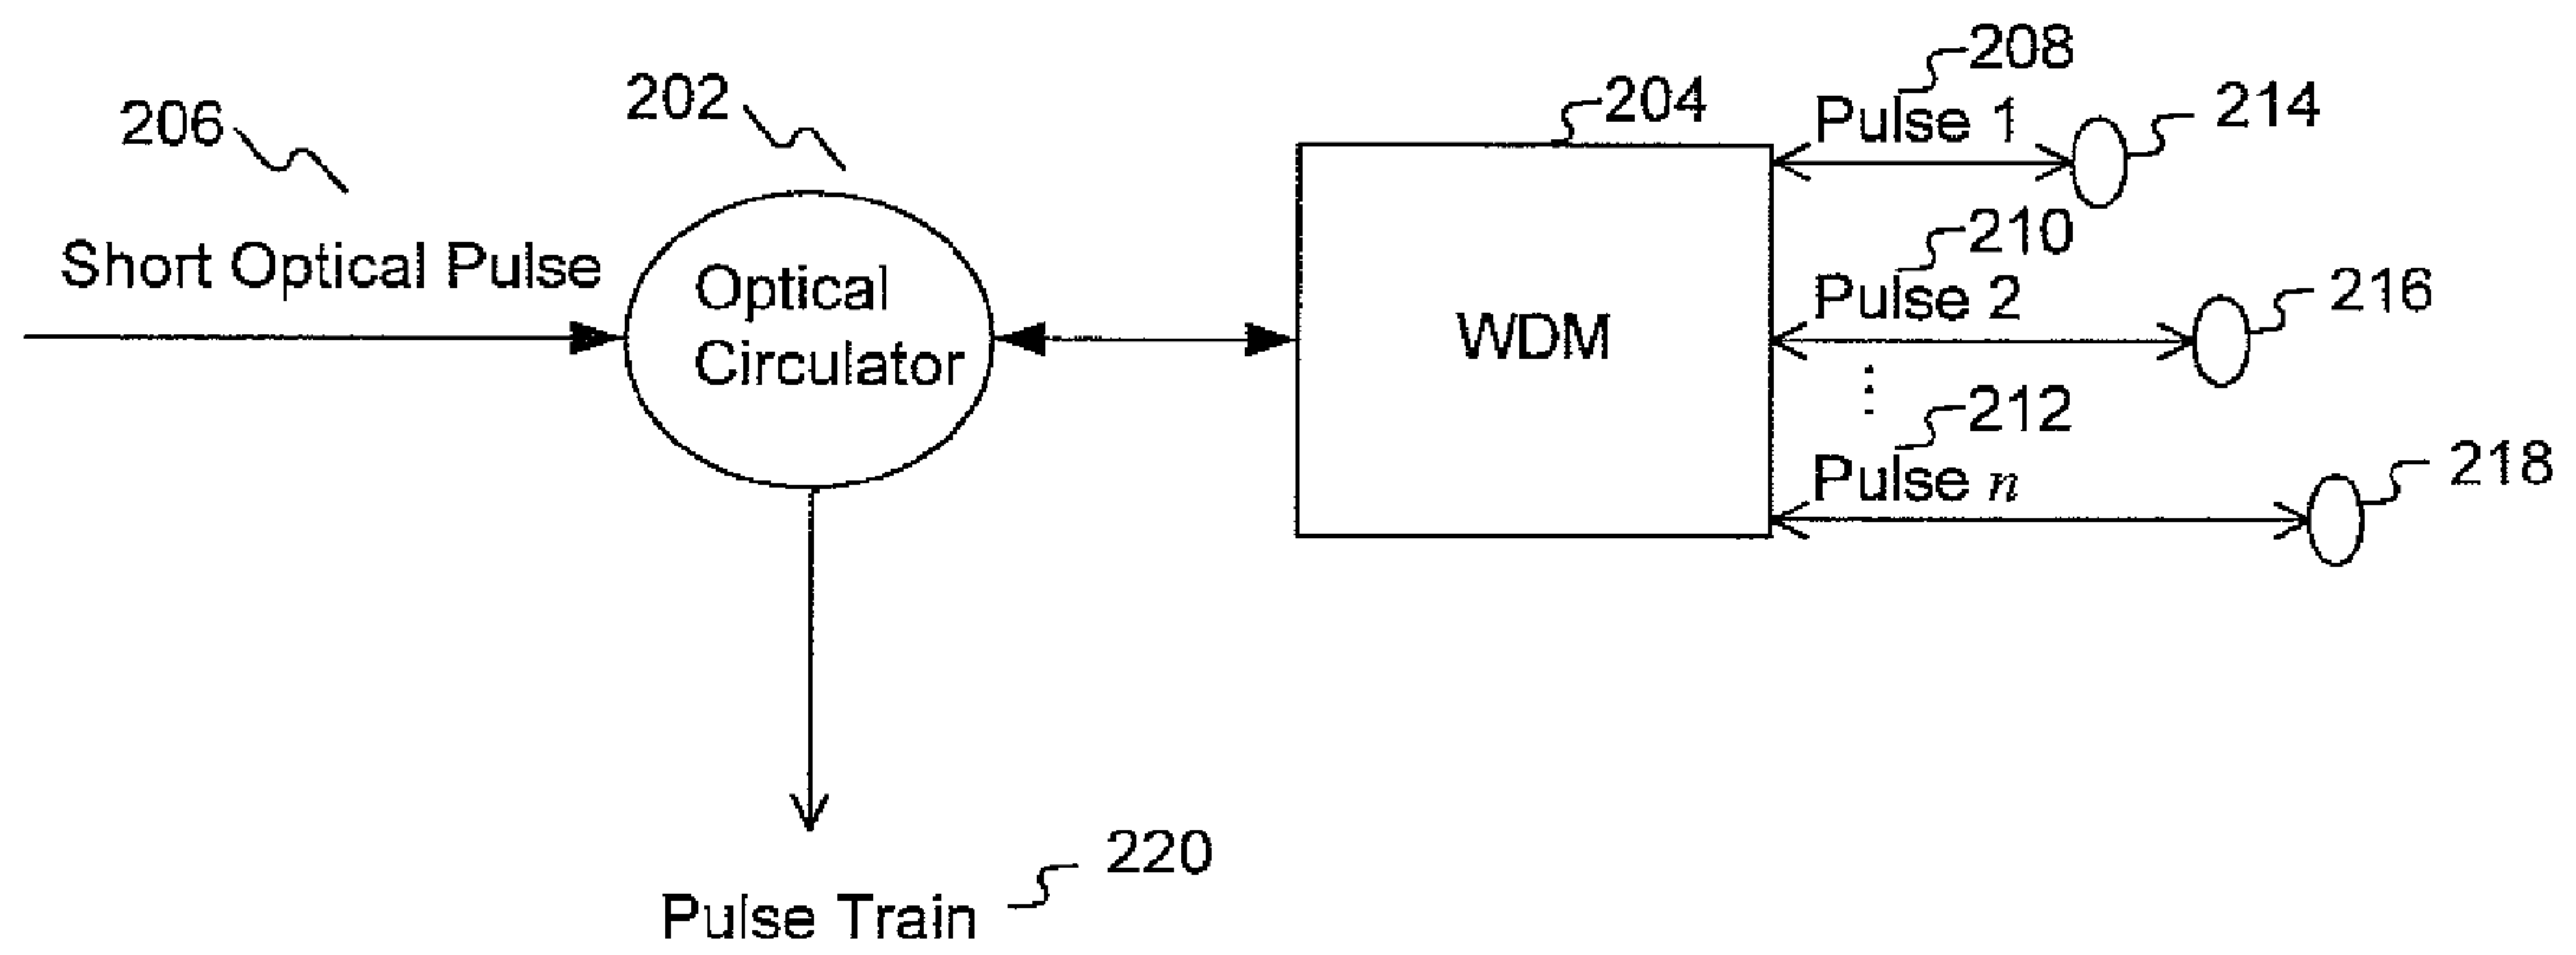 208
202
204
Pulse 1
214
206
210
Short Optical Pulse
Optical
Circulator
WDM
Pulse 2
216
⋮
212
Pulse n
218
220
Pulse Train